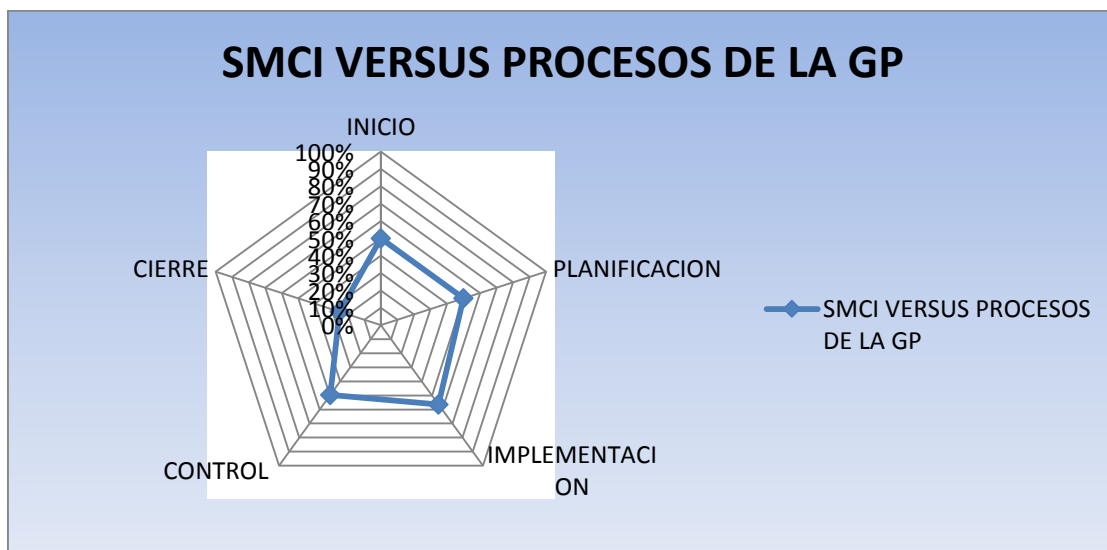 SMCI VERSUS PROCESOS DE LA GP
INICIO
100%
90%
80%
70%
60%
50%
40%
30%
20%
10%
0%
CIERRE
PLANIFICACION
SMCI VERSUS PROCESOS
DE LA GP
CONTROL
IMPLEMENTACI
ON